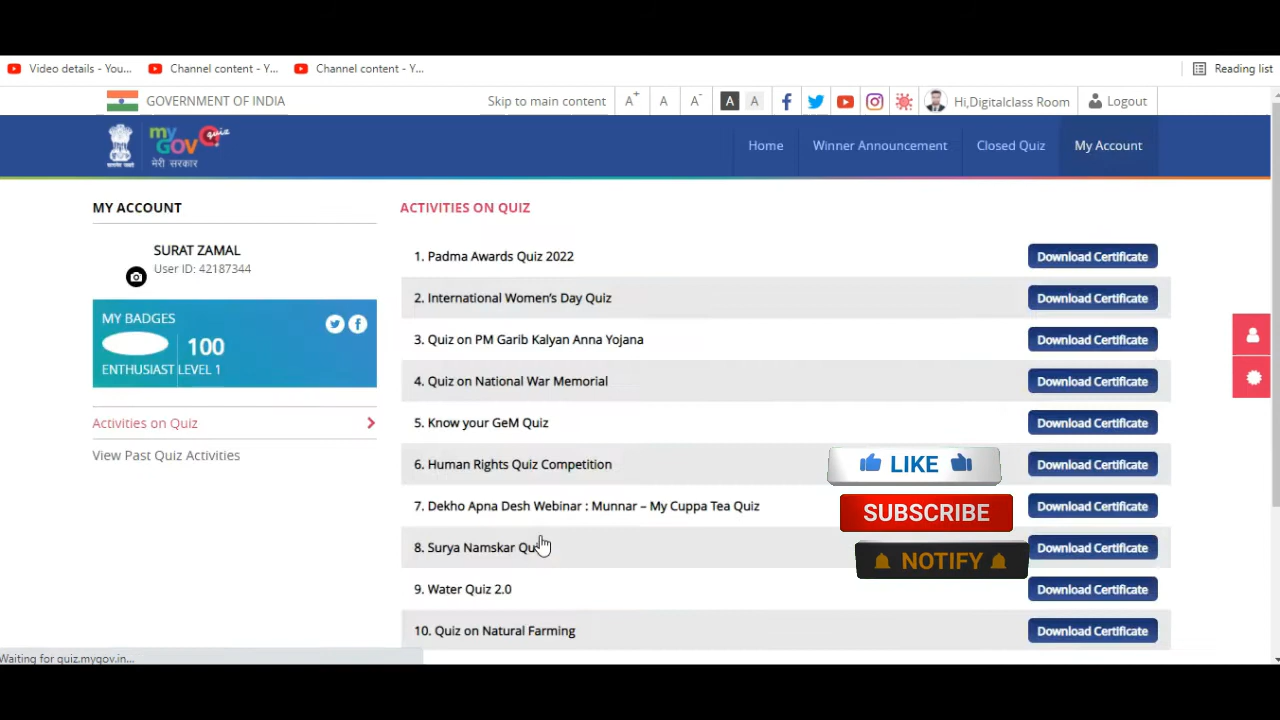 Video details - You...
Channel content - Y...
Channel content - Y...
Reading list
GOVERNMENT OF INDIA
Skip to main content
A+
A
A-
A
A
Hi,Digitalclass Room
Logout
my GOV quiz
मेरी सरकार
Home
Winner Announcement
Closed Quiz
My Account
MY ACCOUNT
SURAT ZAMAL
User ID: 42187344
MY BADGES
100
ENTHUSIAST LEVEL 1
Activities on Quiz
View Past Quiz Activities
ACTIVITIES ON QUIZ
1. Padma Awards Quiz 2022 Download Certificate
2. International Women's Day Quiz Download Certificate
3. Quiz on PM Garib Kalyan Anna Yojana Download Certificate
4. Quiz on National War Memorial Download Certificate
5. Know your GeM Quiz Download Certificate
6. Human Rights Quiz Competition Download Certificate
7. Dekho Apna Desh Webinar : Munnar – My Cuppa Tea Quiz Download Certificate
8. Surya Namskar Download Certificate
9. Water Quiz 2.0 Download Certificate
10. Quiz on Natural Farming Download Certificate
LIKE
SUBSCRIBE
NOTIFY
Waiting for quiz.mygov.in...